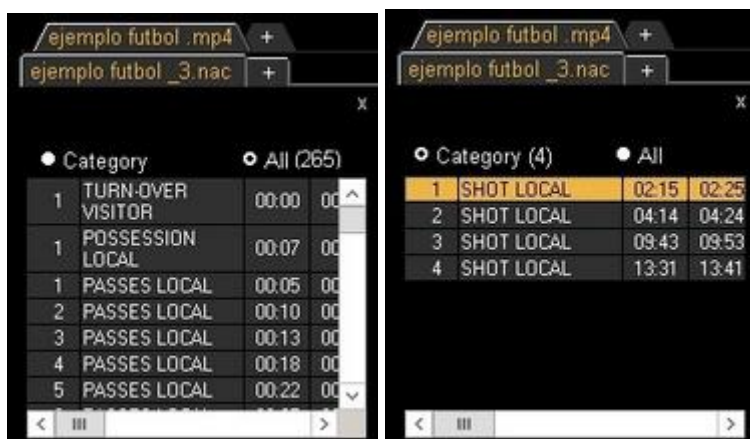 ejemplo futbol .mp4 +
ejemplo futbol _3.nac +
x
Category All (265)
1 TURN-OVER VISITOR 00:00
1 POSSESSION LOCAL 00:07
1 PASSES LOCAL 00:05
2 PASSES LOCAL 00:10
3 PASSES LOCAL 00:13
4 PASSES LOCAL 00:18
5 PASSES LOCAL 00:22
ejemplo futbol .mp4 +
ejemplo futbol _3.nac +
x
Category (4) All
1 SHOT LOCAL 02:15 02:25
2 SHOT LOCAL 04:14 04:24
3 SHOT LOCAL 09:43 09:53
4 SHOT LOCAL 13:31 13:41